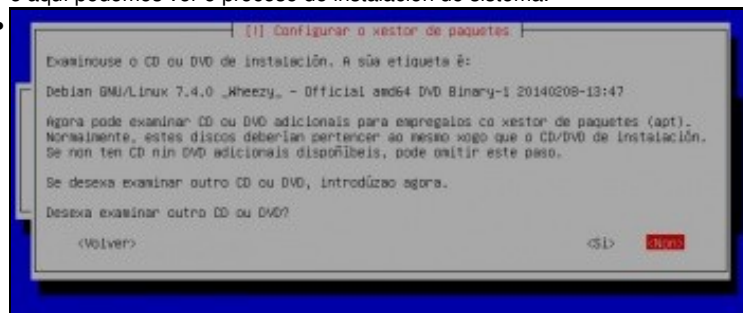 e aquí podemos ver o proceso de instalación do sistema.
[!] Configurar o xestor de paquetes
Examinouse o CD ou DVD de instalación. A súa etiqueta é:
Debian GNU/Linux 7.4.0 _Wheezy_ - Official amd64 DVD Binary-1 20140208-13:47
Agora pode examinar CD ou DVD adicionais para empregalos co xestor de paquetes (apt).
Normalmente, estes discos deberían pertencer ao mesmo xogo que o CD/DVD de instalación.
Se non ten CD nin DVD adicionais dispoñíbeis, pode omitir este paso.
Se desexa examinar outro CD ou DVD, introdúzao agora.
Desexa examinar outro CD ou DVD?
<Volver> <Si> <Non>